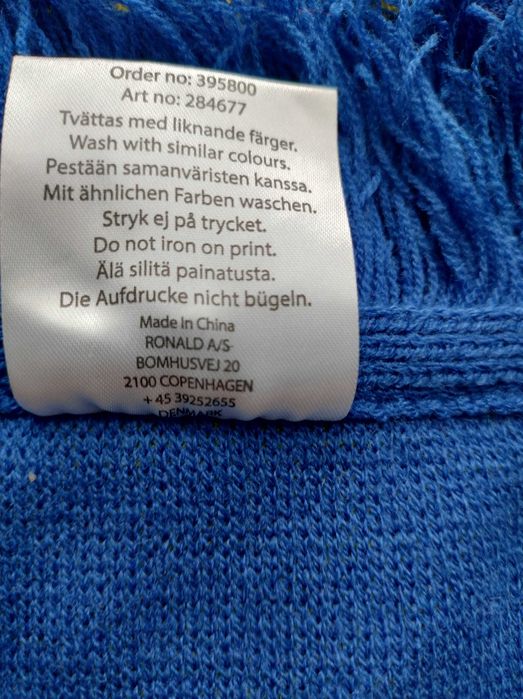 Order no: 395800
Art no: 284677
Tvättas med liknande färger.
Wash with similar colours.
Pestään samanväristen kanssa.
Mit ähnlichen Farben waschen.
Stryk ej på trycket.
Do not iron on print.
Älä silitä painatusta.
Die Aufdrucke nicht bügeln.
Made in China
RONALD A/S
BOMHUSVEJ 20
2100 COPENHAGEN
+ 45 39252655
DENMARK